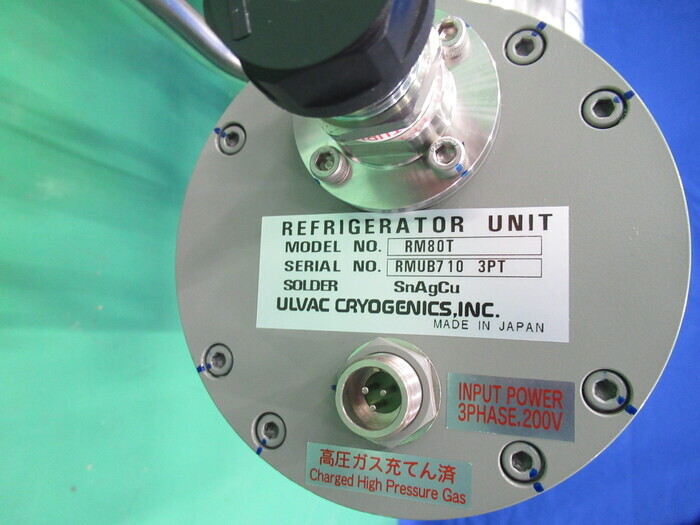 REFRIGERATOR UNIT
MODEL NO. RM80T
SERIAL NO. RMUB710 3PT
SOLDER SnAgCu
ULVAC CRYOGENICS,INC.
MADE IN JAPAN
INPUT POWER
3PHASE.200V
高圧ガス充てん済
Charged High Pressure Gas